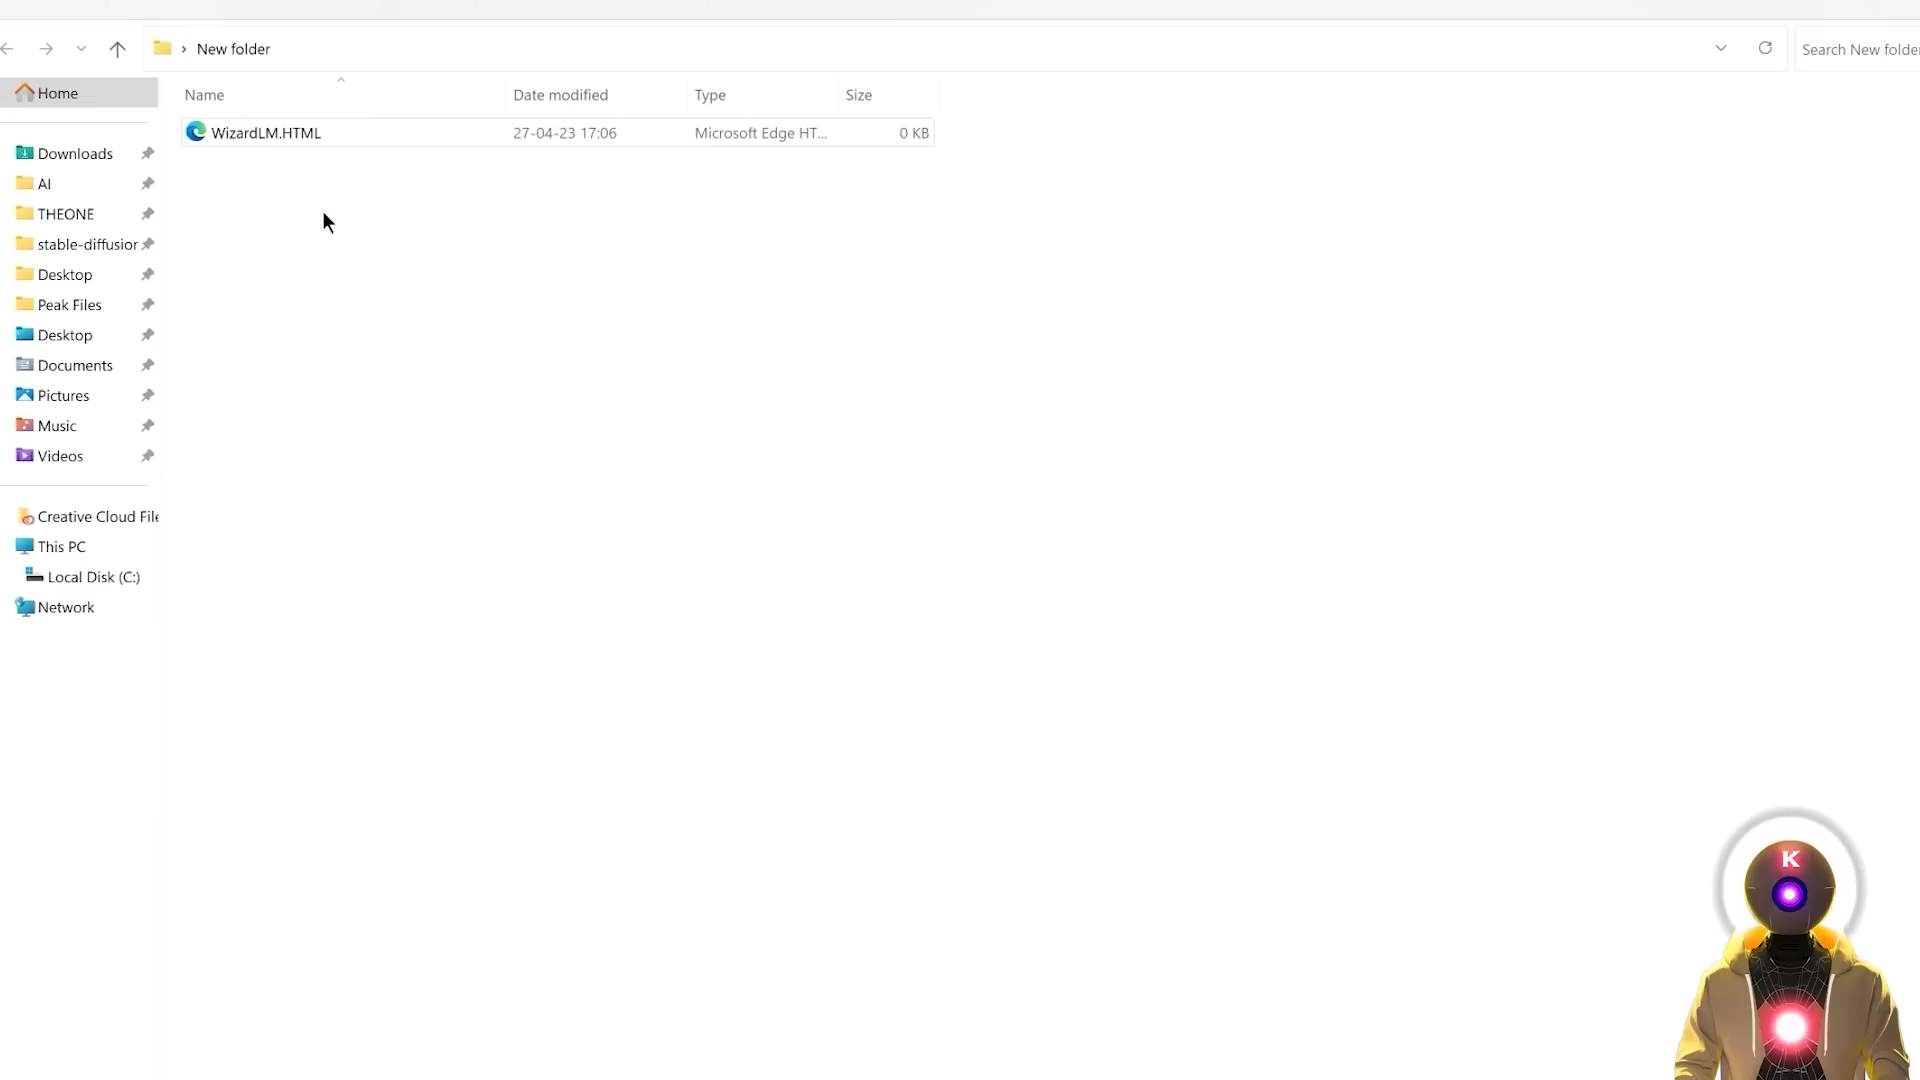 New folder
Search New folder
Home
Name Date modified Type Size
WizardLM.HTML 27-04-23 17:06 Microsoft Edge HT... 0 KB
Downloads
AI
THEONE
stable-diffusior
Desktop
Peak Files
Desktop
Documents
Pictures
Music
Videos
Creative Cloud File
This PC
Local Disk (C:)
Network
K